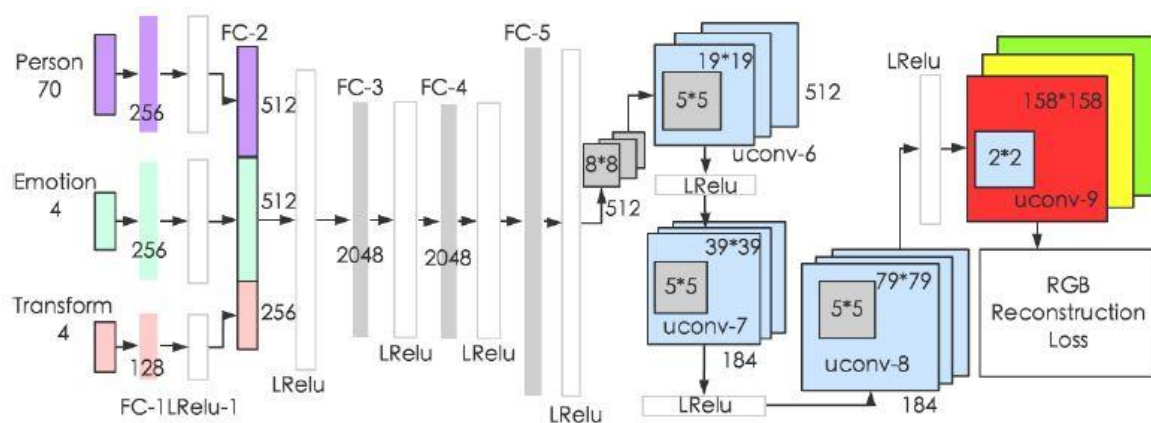 Person
70
256
FC-2
512
Emotion
4
256
512
Transform
4
128
256
FC-1
LRelu-1
LRelu
FC-3
2048
LRelu
FC-4
2048
LRelu
FC-5
LRelu
8*8
512
19*19
5*5
512
uconv-6
LRelu
39*39
5*5
uconv-7
184
LRelu
79*79
5*5
uconv-8
184
LRelu
158*158
2*2
uconv-9
RGB
Reconstruction
Loss